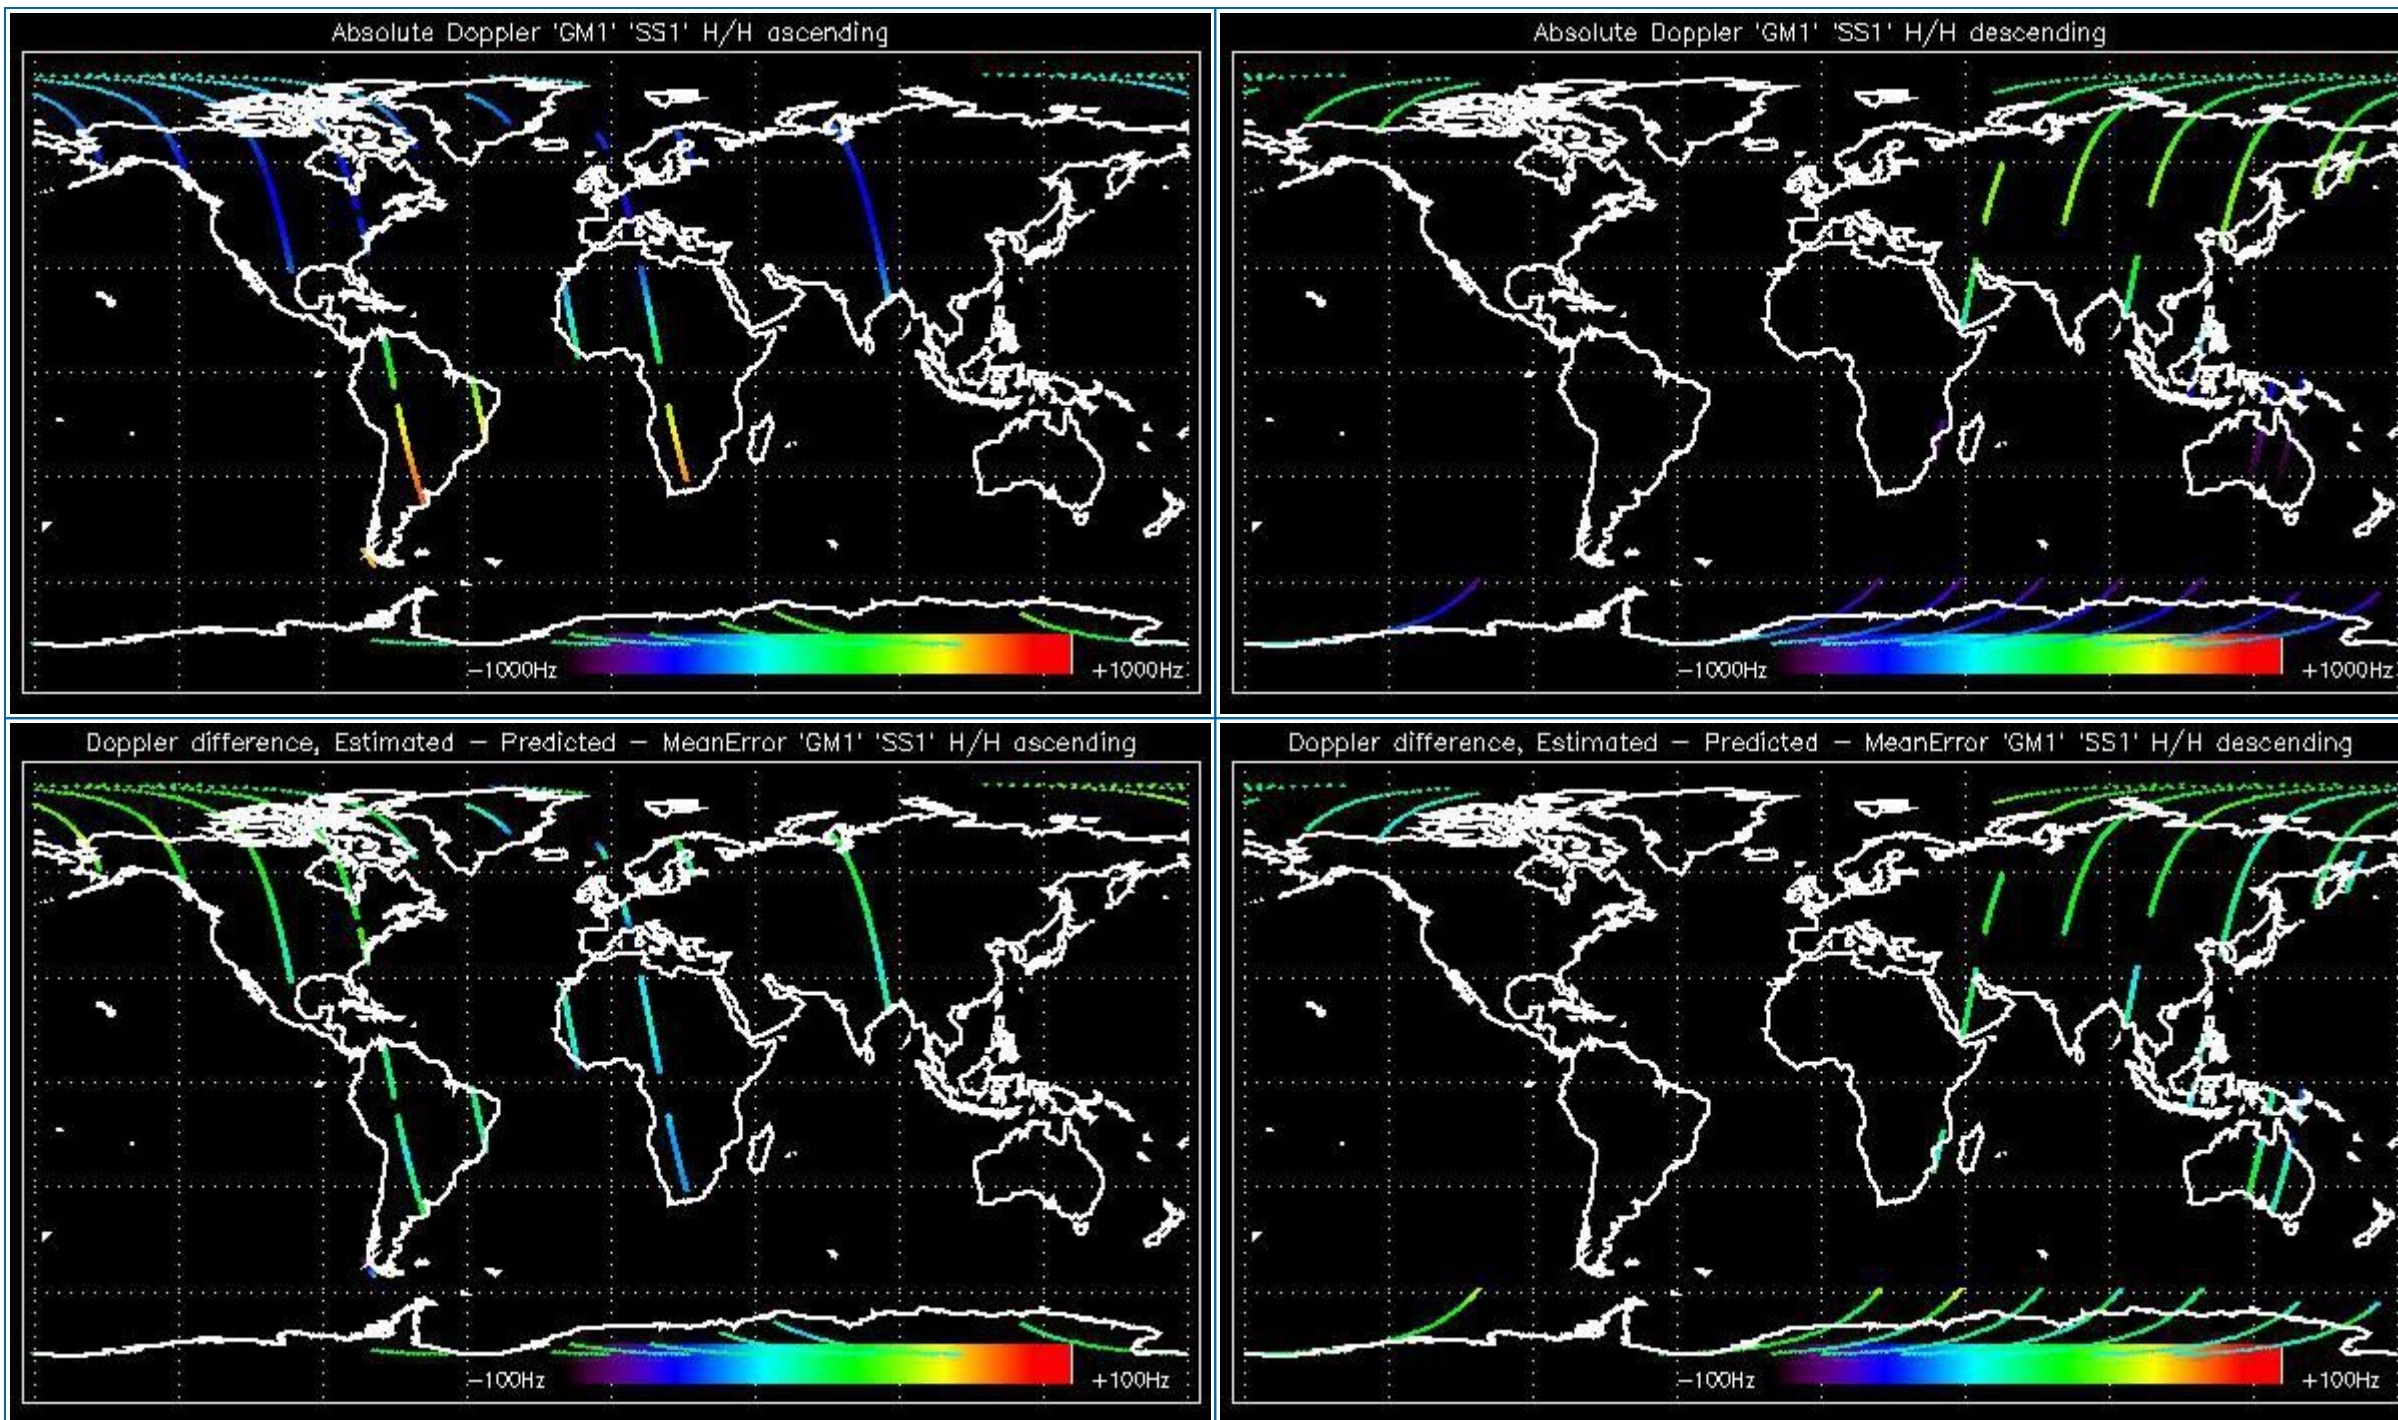 Absolute Doppler 'GM1' 'SS1' H/H ascending
−1000Hz
+1000Hz
Absolute Doppler 'GM1' 'SS1' H/H descending
−1000Hz
+1000Hz
Doppler difference, Estimated − Predicted − MeanError 'GM1' 'SS1' H/H ascending
−100Hz
+100Hz
Doppler difference, Estimated − Predicted − MeanError 'GM1' 'SS1' H/H descending
−100Hz
+100Hz